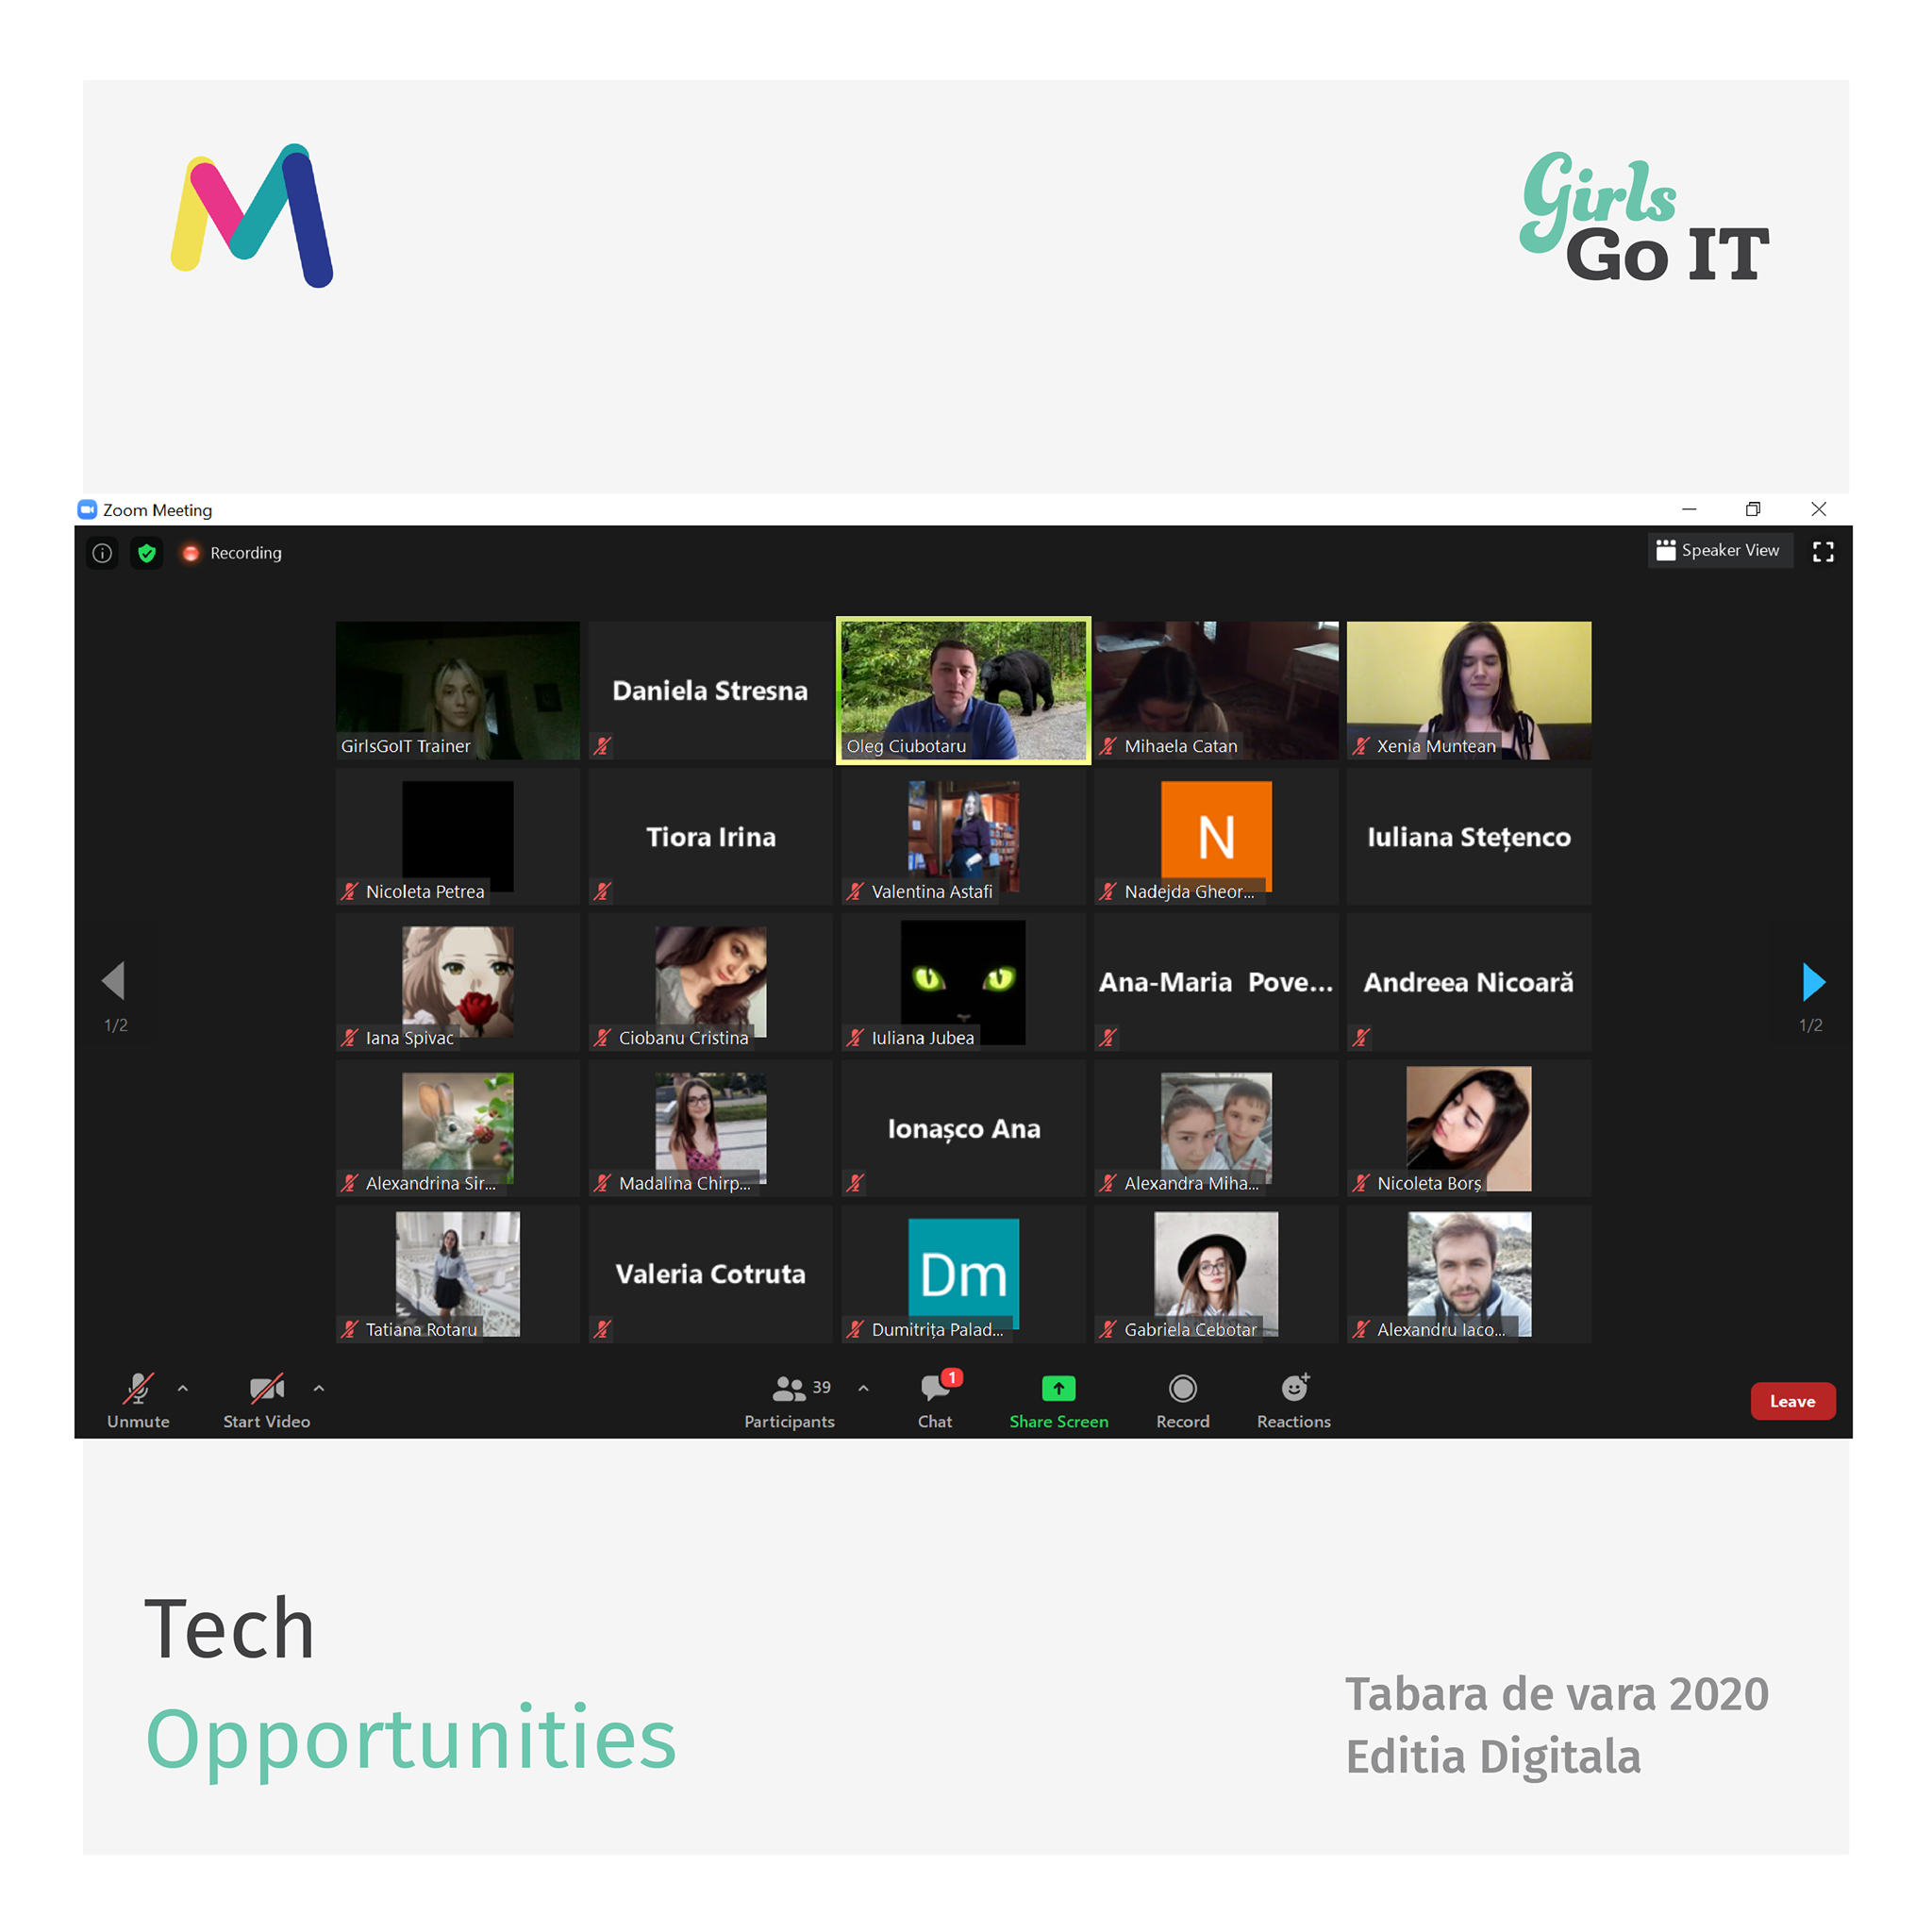 Girls
Go IT
Zoom Meeting
Recording
Speaker View
GirlsGoIT Trainer
Daniela Stresna
Oleg Ciubotaru
Mihaela Catan
Xenia Muntean
Nicoleta Petrea
Tiora Irina
Valentina Astafi
N
Nadejda Gheor...
Iuliana Stețenco
Iana Spivac
Ciobanu Cristina
Iuliana Jubea
Ana-Maria Pove...
Andreea Nicoară
1/2
1/2
Alexandrina Sir...
Madalina Chirp...
Ionașco Ana
Alexandra Miha...
Nicoleta Borș
Tatiana Rotaru
Valeria Cotruta
Dm
Dumitrița Palad...
Gabriela Cebotar
Alexandru Iaco...
39
1
Unmute
Start Video
Participants
Chat
Share Screen
Record
Reactions
Leave
Tech
Opportunities
Tabara de vara 2020
Editia Digitala